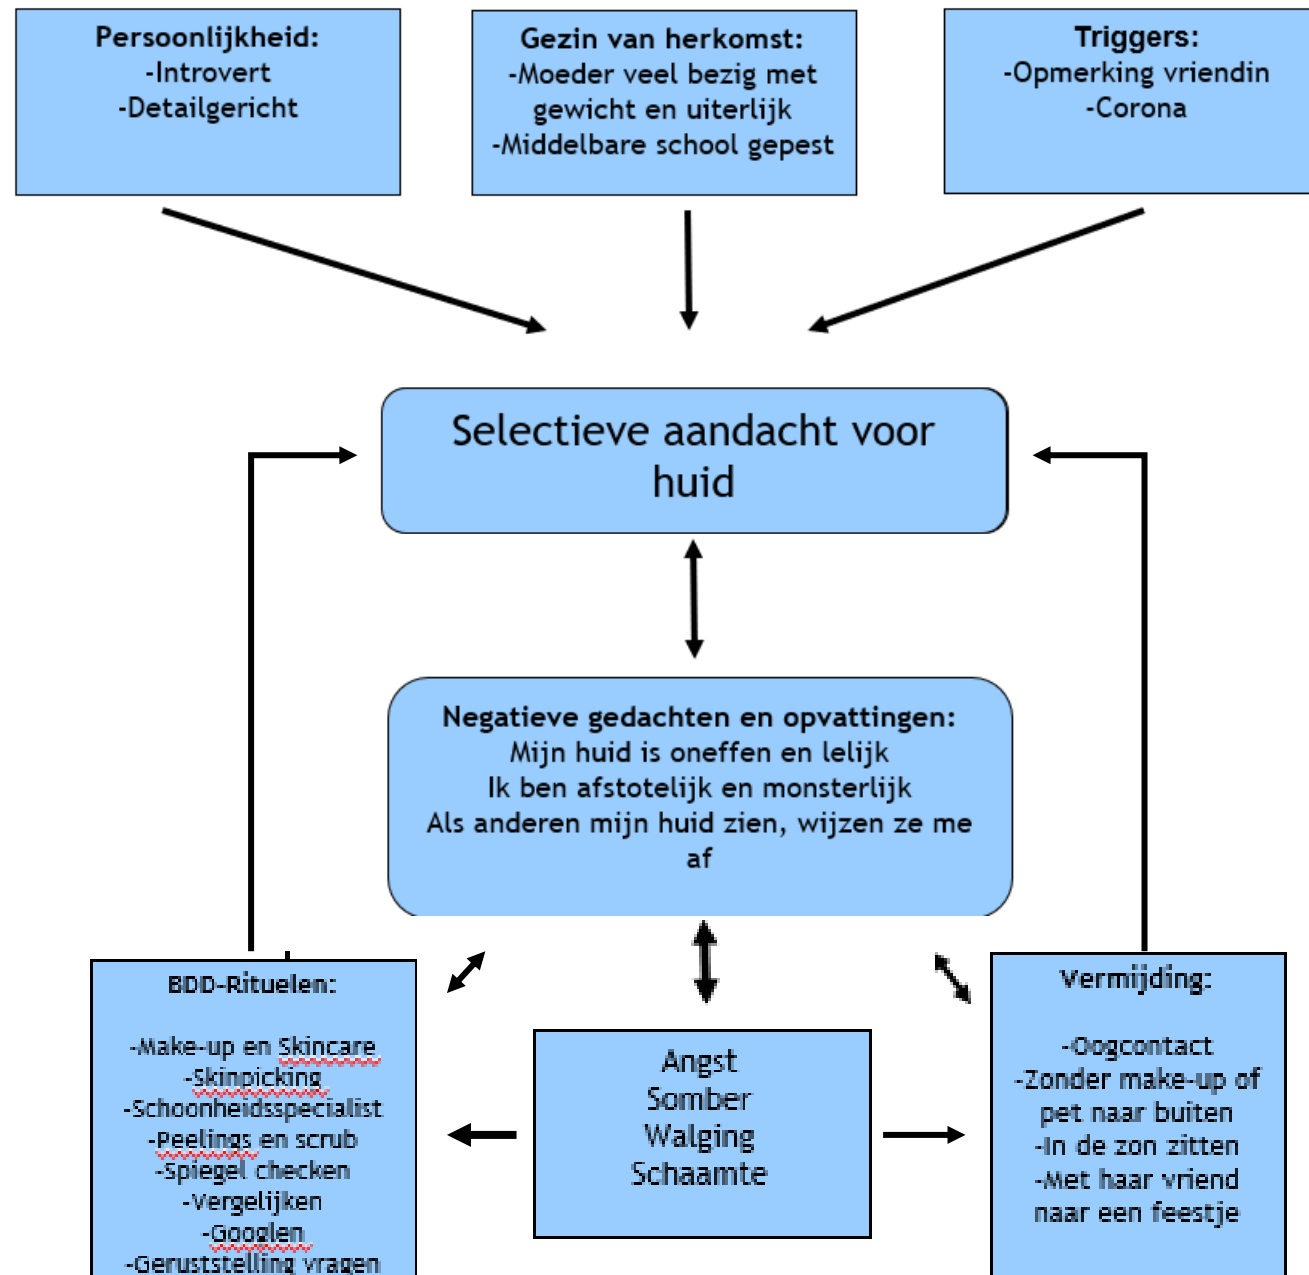 Persoonlijkheid:
-Introvert
-Detailgericht
Gezin van herkomst:
-Moeder veel bezig met
gewicht en uiterlijk
-Middelbare school gepest
Triggers:
-Opmerking vriendin
-Corona
Selectieve aandacht voor
huid
Negatieve gedachten en opvattingen:
Mijn huid is oneffen en lelijk
Ik ben afstotelijk en monsterlijk
Als anderen mijn huid zien, wijzen ze me
af
BDD-Rituelen:
-Make-up en Skincare
-Skinpicking
-Schoonheidsspecialist
-Peelings en scrub
-Spiegel checken
-Vergelijken
-Googlen
-Geruststelling vragen
Angst
Somber
Walging
Schaamte
Vermijding:
-Oogcontact
-Zonder make-up of
pet naar buiten
-In de zon zitten
-Met haar vriend
naar een feestje